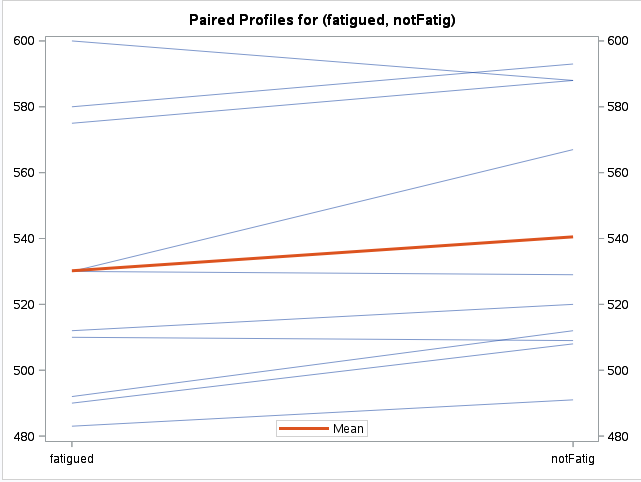 Paired Profiles for (fatigued, notFatig)
600 600
580 580
560 560
540 540
520 520
500 500
480 480
Mean
fatigued notFatig